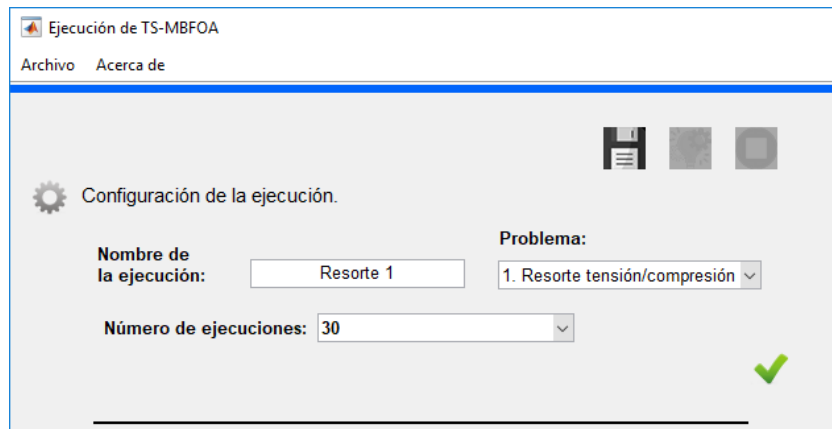 Ejecución de TS-MBFOA
Archivo Acerca de
Configuración de la ejecución.
Nombre de
la ejecución:
Resorte 1
Problema:
1. Resorte tensión/compresión
Número de ejecuciones: 30